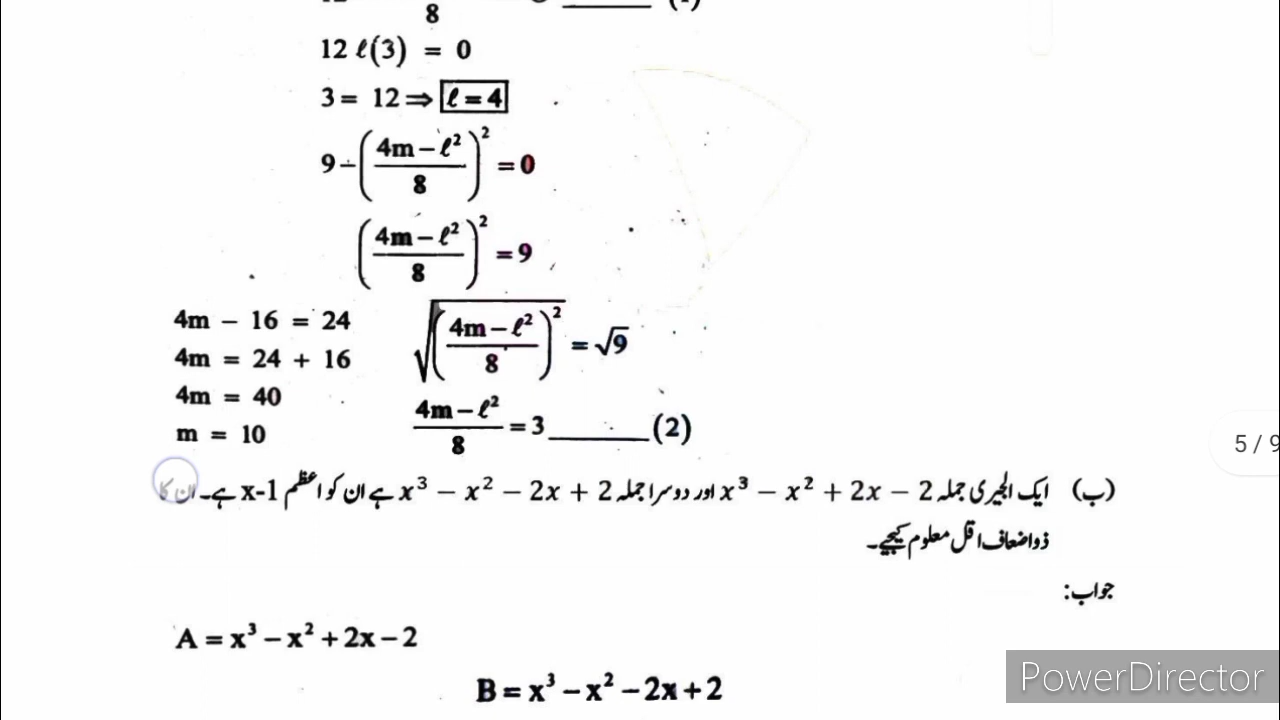 8
12 ℓ(3) = 0
3 = 12 ⇒ ℓ = 4
9 − ((4m − ℓ²)/8)² = 0
((4m − ℓ²)/8)² = 9
4m − 16 = 24
√((4m − ℓ²)/8)² = √9
4m = 24 + 16
4m = 40
(4m − ℓ²)/8 = 3 ______ (2)
m = 10
5 / 9
(ب) ایک الجبری جملہ x³ − x² + 2x − 2 اور دوسرا جملہ x³ − x² − 2x + 2 ہے ان کو اعظم x-1 ہے۔ ان کا
ذو اضعاف اقل معلوم کیجیے۔
جواب:
A = x³ − x² + 2x − 2
B = x³ − x² − 2x + 2
PowerDirector